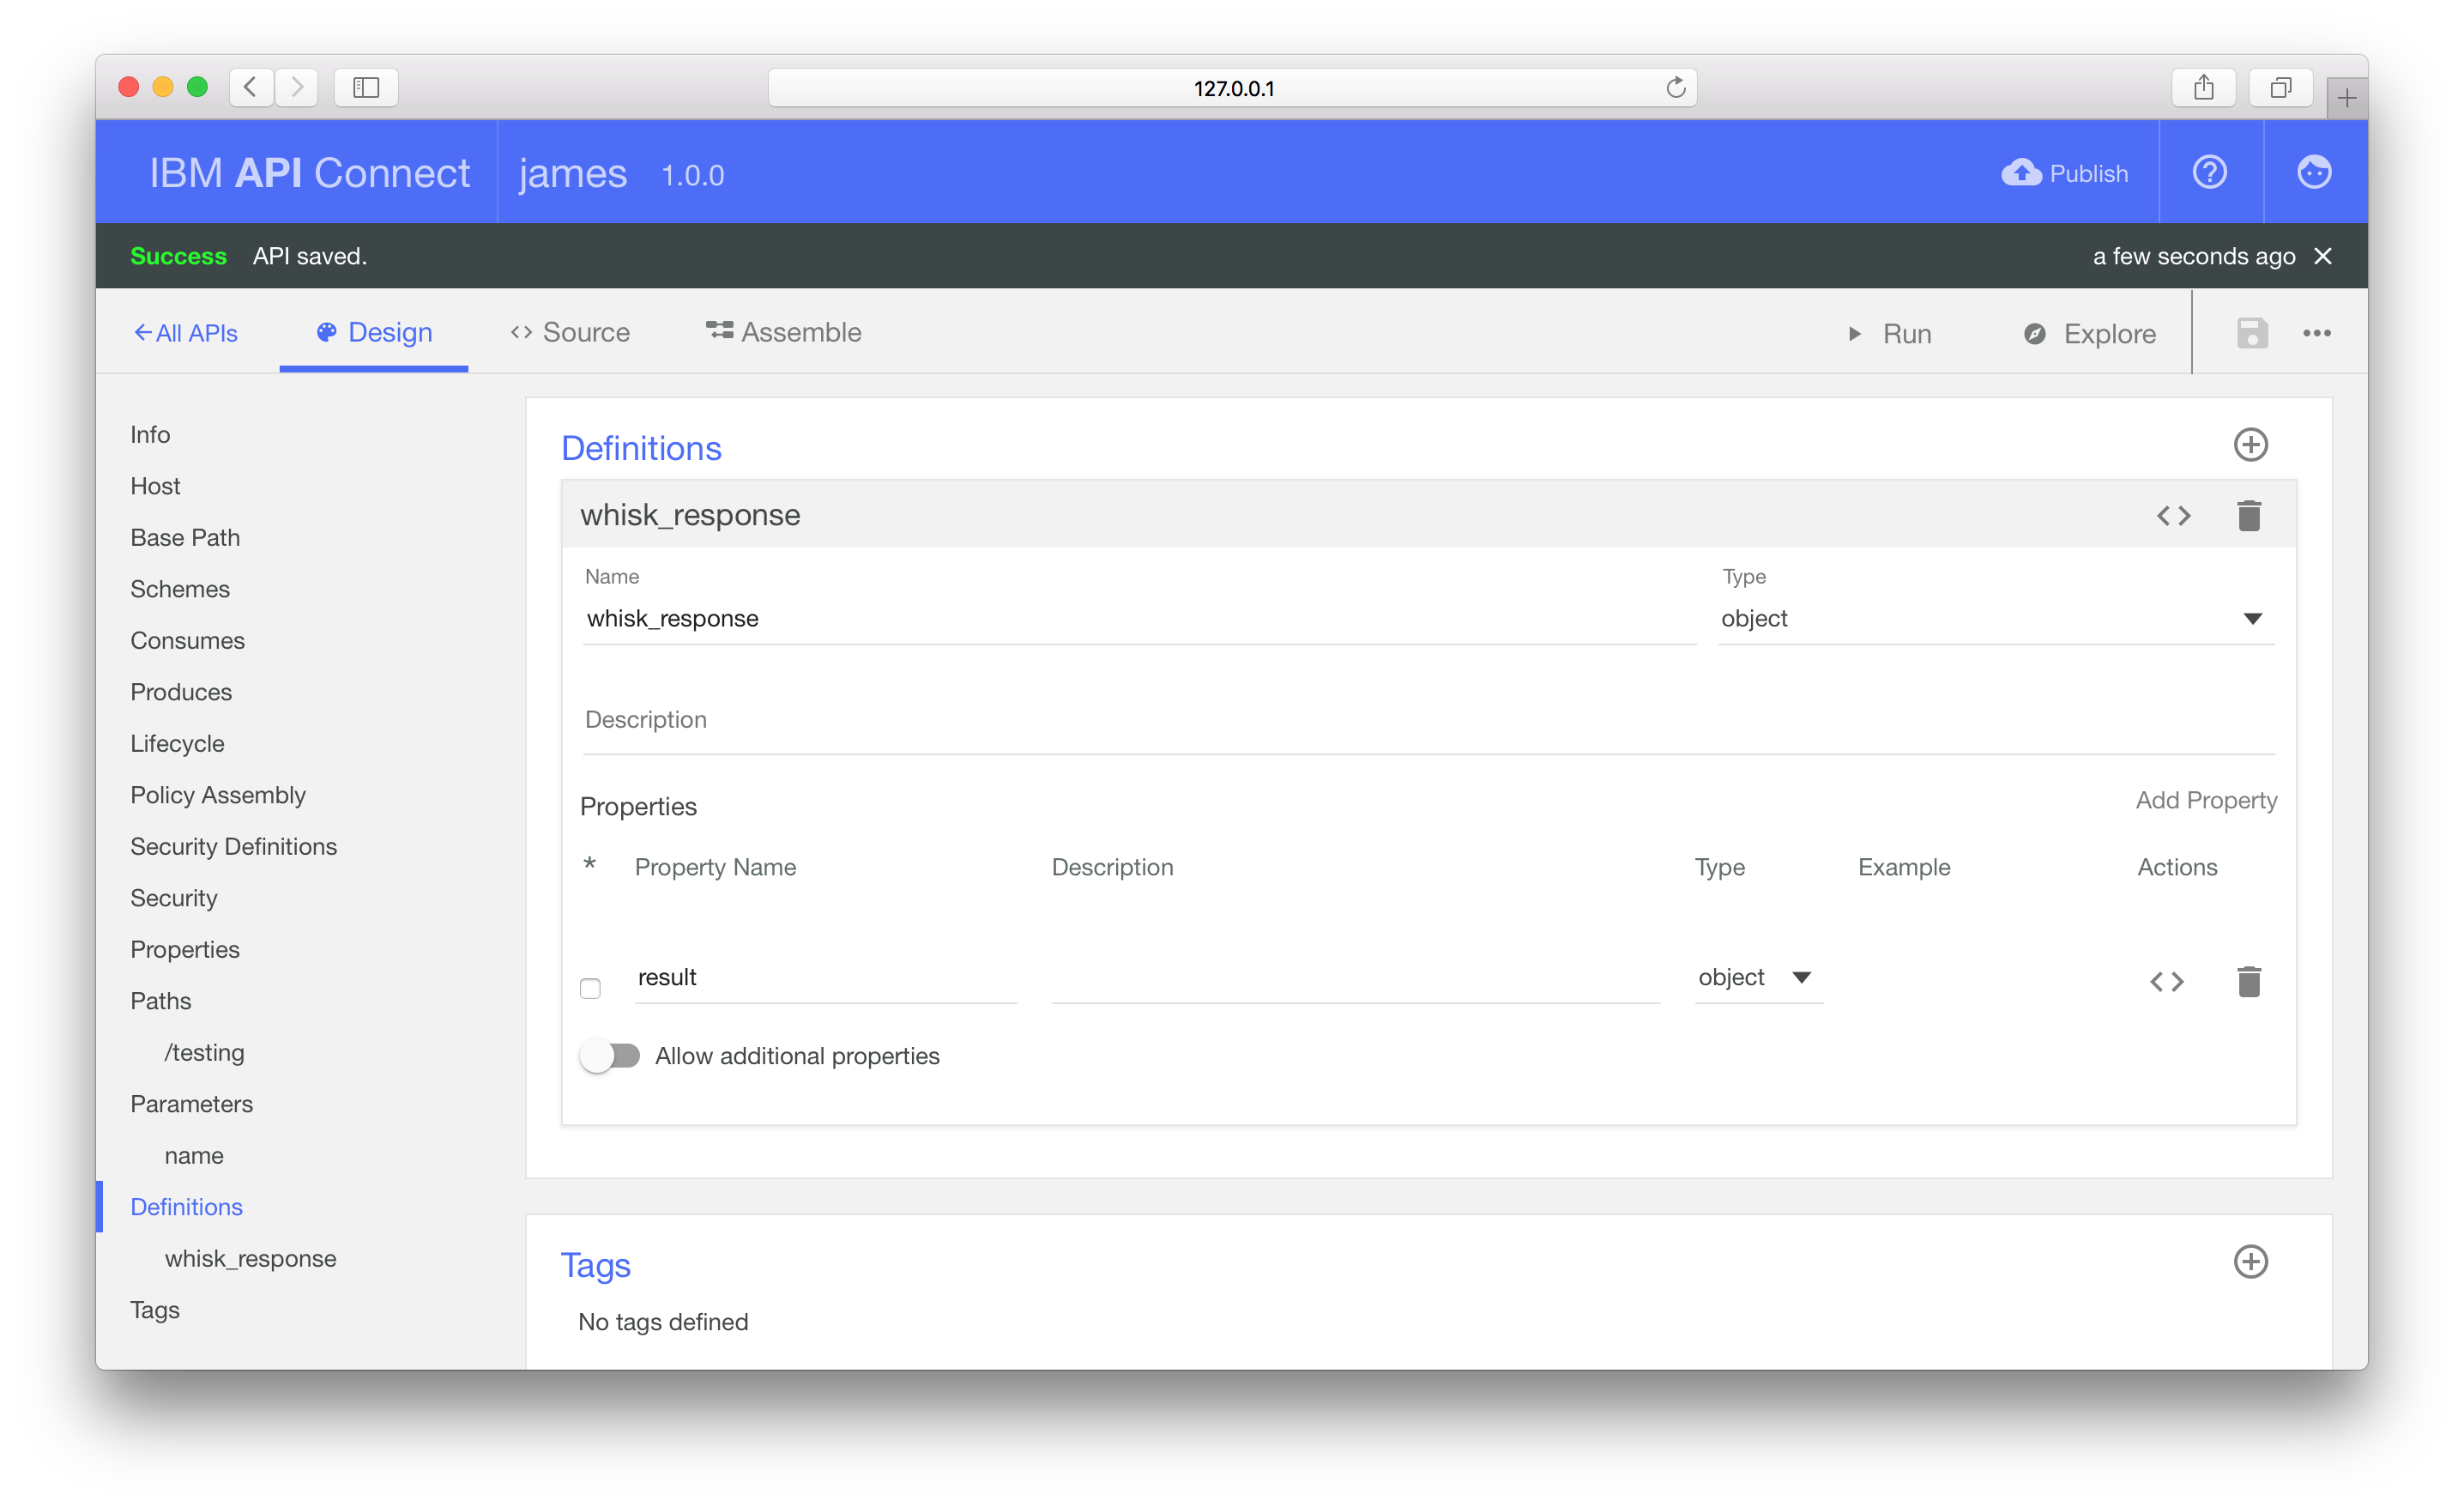 127.0.0.1
IBM API Connect james 1.0.0 Publish
Success API saved. a few seconds ago
All APIs Design Source Assemble Run Explore
Info
Host
Base Path
Schemes
Consumes
Produces
Lifecycle
Policy Assembly
Security Definitions
Security
Properties
Paths
/testing
Parameters
name
Definitions
whisk_response
Tags
Definitions
whisk_response
Name Type
whisk_response object
Description
Properties Add Property
* Property Name Description Type Example Actions
result object
Allow additional properties
Tags
No tags defined